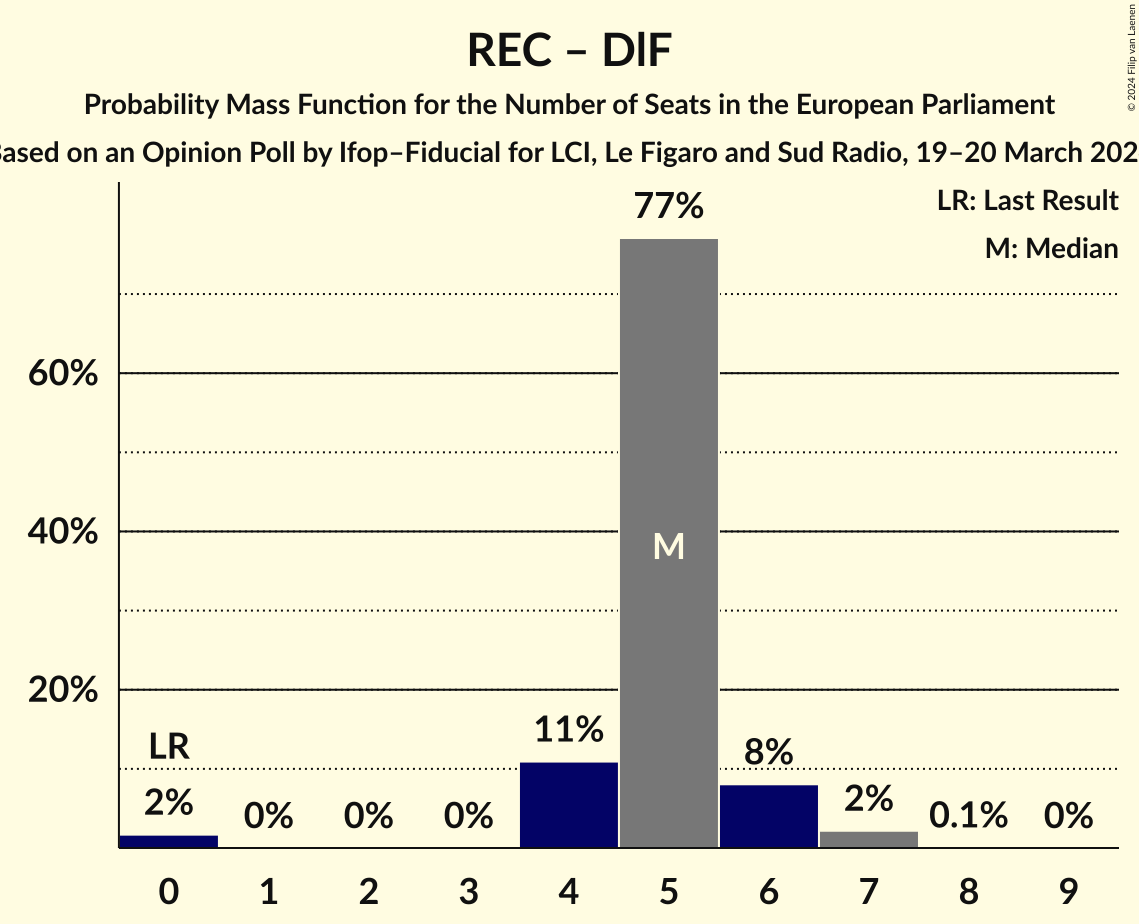 REC – DlF
Probability Mass Function for the Number of Seats in the European Parliament
Based on an Opinion Poll by Ifop–Fiducial for LCI, Le Figaro and Sud Radio, 19–20 March 202
© 2024 Filip van Laenen
LR: Last Result
M: Median
77%
60%
40%
20%
M
LR
2%
0%
0%
0%
11%
8%
2%
0.1%
0%
0 1 2 3 4 5 6 7 8 9